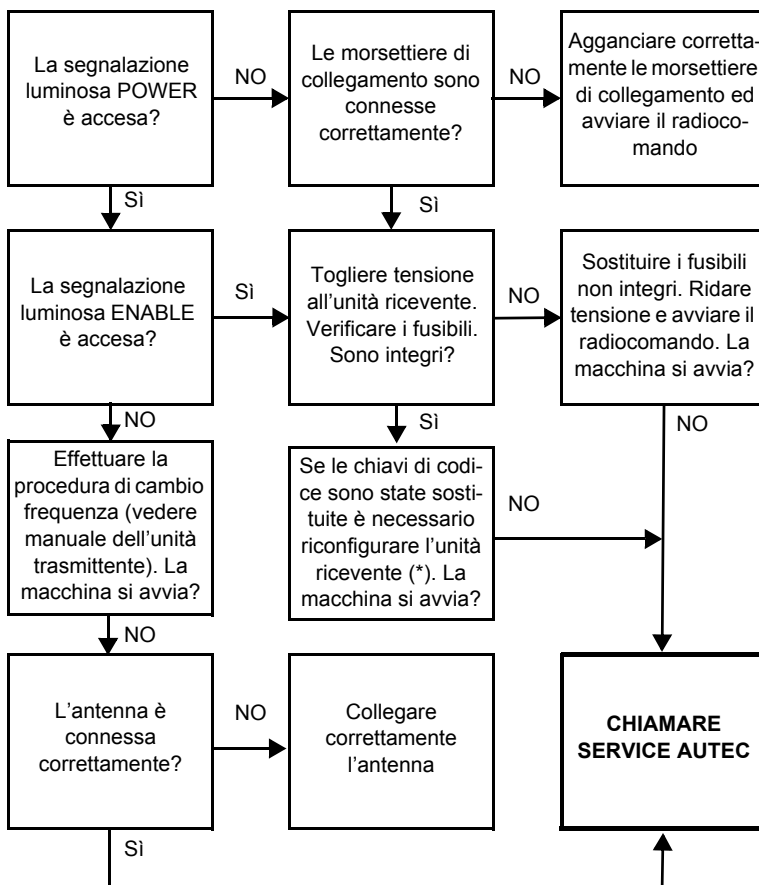 La segnalazione
luminosa POWER
è accesa?
NO
Le morsettiere di
collegamento sono
connesse
correttamente?
NO
Agganciare corretta-
mente le morsettiere
di collegamento ed
avviare il radioco-
mando
Sì
Sì
La segnalazione
luminosa ENABLE
è accesa?
Sì
Togliere tensione
all'unità ricevente.
Verificare i fusibili.
Sono integri?
NO
Sostituire i fusibili
non integri. Ridare
tensione e avviare il
radiocomando. La
macchina si avvia?
NO
Sì
NO
Effettuare la
procedura di cambio
frequenza (vedere
manuale dell'unità
trasmittente). La
macchina si avvia?
Se le chiavi di codi-
ce sono state sosti-
tuite è necessario
riconfigurare l'unità
ricevente (*). La
macchina si avvia?
NO
NO
L'antenna è
connessa
correttamente?
NO
Collegare
correttamente
l'antenna
CHIAMARE
SERVICE AUTEC
Sì